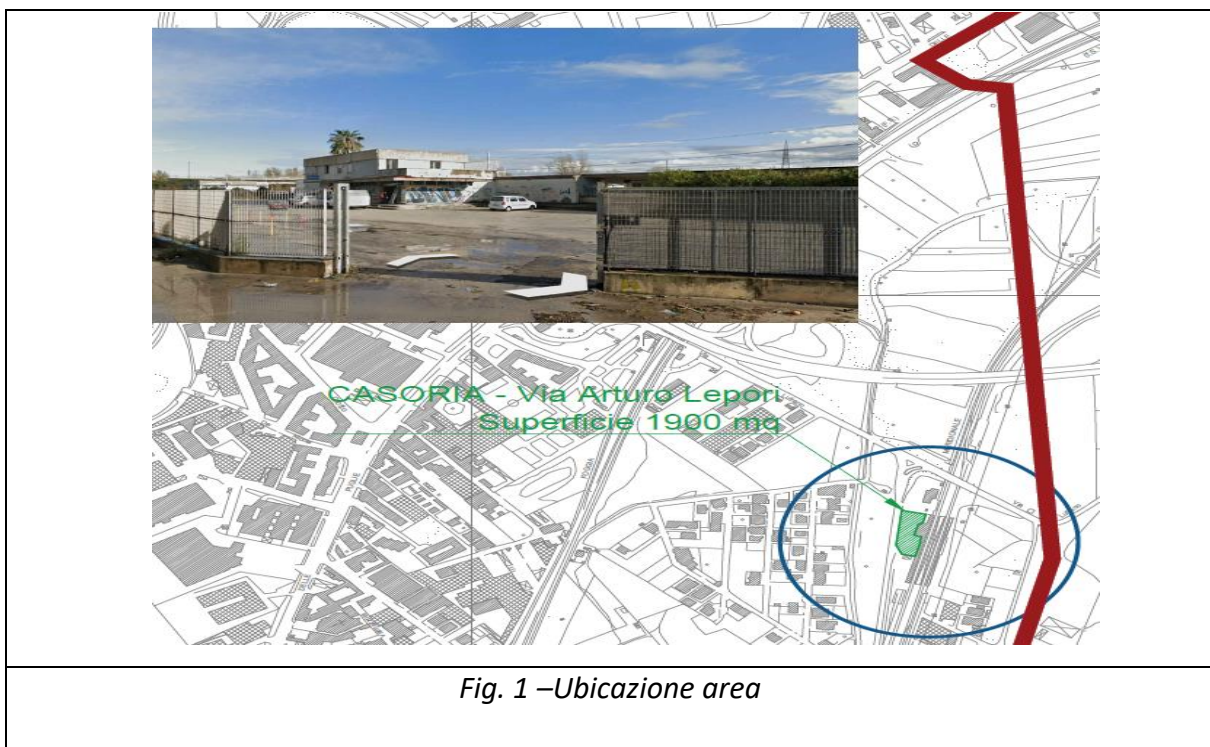 CASORIA - Via Arturo Lepori
Superficie 1900 mq
Fig. 1 –Ubicazione area